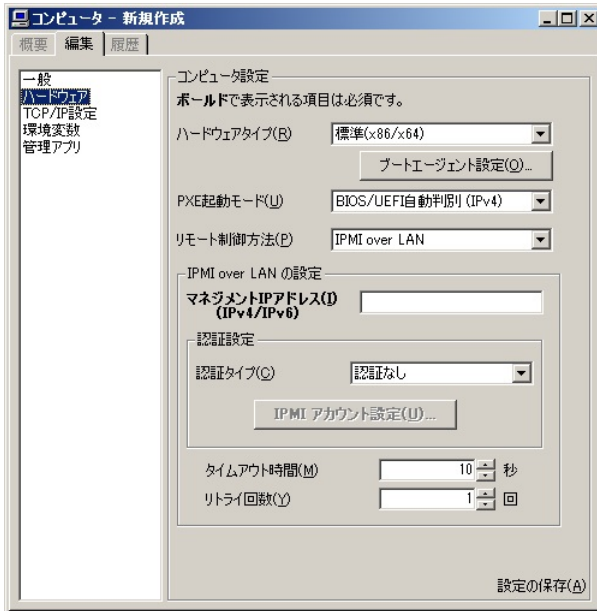 コンピュータ - 新規作成
概要 編集 履歴
一般
ハードウェア
TCP/IP設定
環境変数
管理アプリ
コンピュータ設定
ボールドで表示される項目は必須です。
ハードウェアタイプ(R) 標準(x86/x64)
ブートエージェント設定(O)...
PXE起動モード(U) BIOS/UEFI自動判別 (IPv4)
リモート制御方法(P) IPMI over LAN
IPMI over LAN の設定
マネジメントIPアドレス(I)
(IPv4/IPv6)
認証設定
認証タイプ(C) 認証なし
IPMI アカウント設定(U)...
タイムアウト時間(M) 10 秒
リトライ回数(Y) 1 回
設定の保存(A)